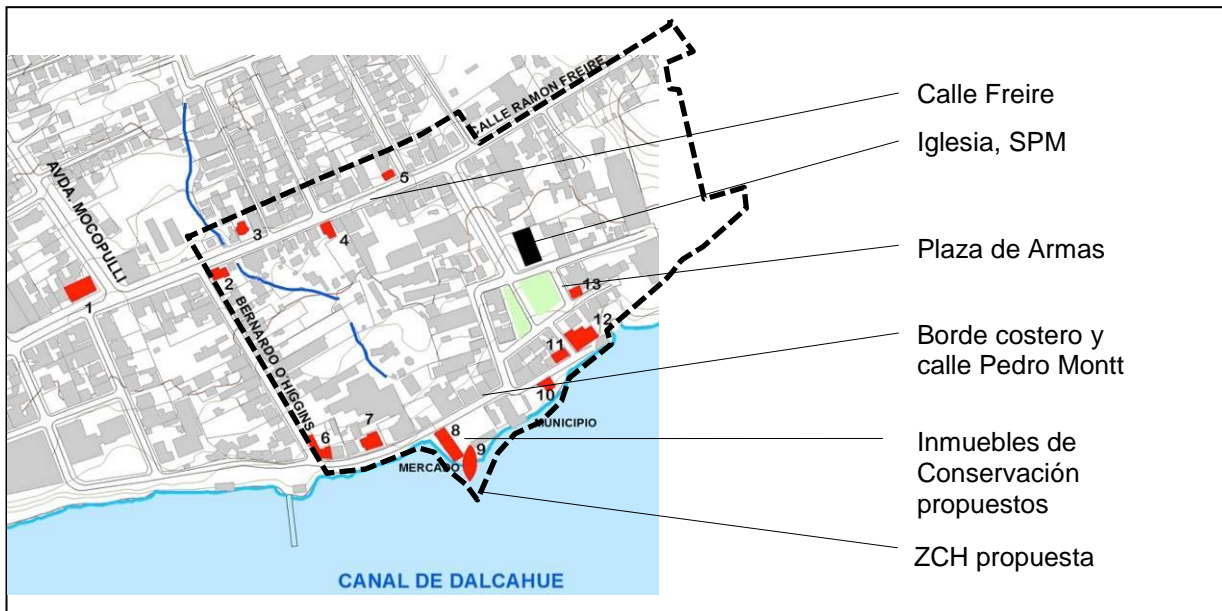 CALLE RAMON FREIRE
Calle Freire
Iglesia, SPM
AVDA. MOCOPULLI
5
3
4
2
1
Plaza de Armas
13
12
11
10
BERNARDO O'HIGGINS
Borde costero y
calle Pedro Montt
6
7
8
9
MUNICIPIO
MERCADO
Inmuebles de
Conservación
propuestos
ZCH propuesta
CANAL DE DALCAHUE